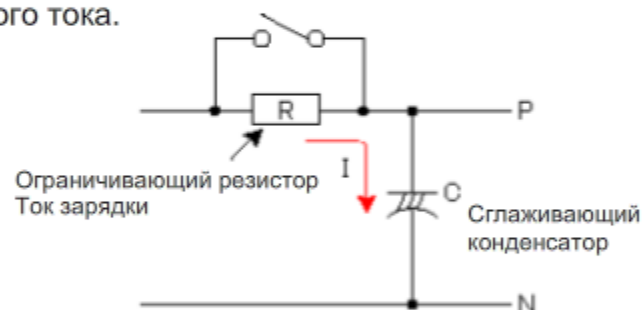 ого тока.
R
P
I
Ограничивающий резистор
Ток зарядки
C
Сглаживающий
конденсатор
N